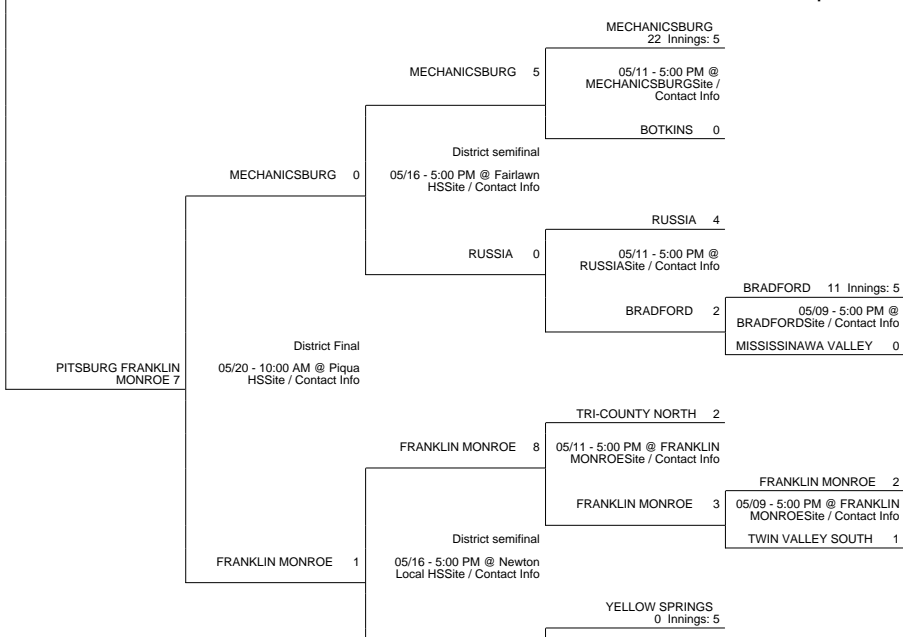 MECHANICSBURG
22 Innings: 5
MECHANICSBURG 5
05/11 - 5:00 PM @
MECHANICSBURGSite /
Contact Info
BOTKINS 0
District semifinal
MECHANICSBURG 0
05/16 - 5:00 PM @ Fairlawn
HSSite / Contact Info
RUSSIA 4
RUSSIA 0
05/11 - 5:00 PM @
RUSSIASite / Contact Info
BRADFORD 11 Innings: 5
BRADFORD 2
05/09 - 5:00 PM @
BRADFORDSite / Contact Info
MISSISSINAWA VALLEY 0
District Final
PITSBURG FRANKLIN
MONROE 7
05/20 - 10:00 AM @ Piqua
HSSite / Contact Info
TRI-COUNTY NORTH 2
FRANKLIN MONROE 8
05/11 - 5:00 PM @ FRANKLIN
MONROESite / Contact Info
FRANKLIN MONROE 2
FRANKLIN MONROE 3
05/09 - 5:00 PM @ FRANKLIN
MONROESite / Contact Info
TWIN VALLEY SOUTH 1
District semifinal
FRANKLIN MONROE 1
05/16 - 5:00 PM @ Newton
Local HSSite / Contact Info
YELLOW SPRINGS
0 Innings: 5